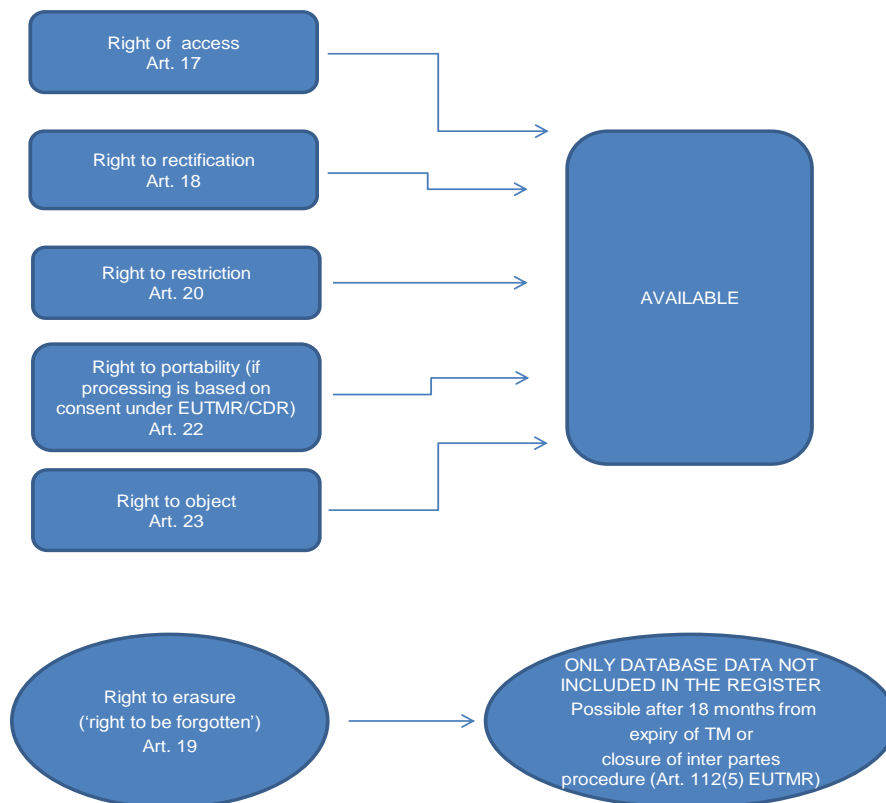 Right of access
Art. 17
Right to rectification
Art. 18
Right to restriction
Art. 20
AVAILABLE
Right to portability (if
processing is based on
consent under EUTMR/CDR)
Art. 22
Right to object
Art. 23
Right to erasure
(‘right to be forgotten’)
Art. 19
ONLY DATABASE DATA NOT
INCLUDED IN THE REGISTER
Possible after 18 months from
expiry of TM or
closure of inter partes
procedure (Art. 112(5) EUTMR)